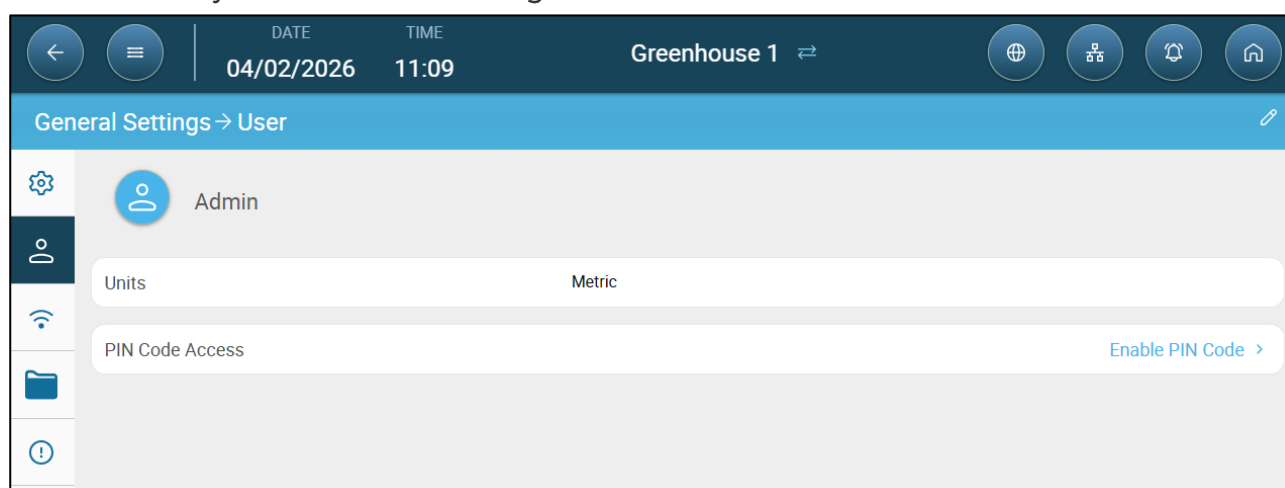 DATE TIME
04/02/2026 11:09 Greenhouse 1
General Settings → User
Admin
Units Metric
PIN Code Access Enable PIN Code >